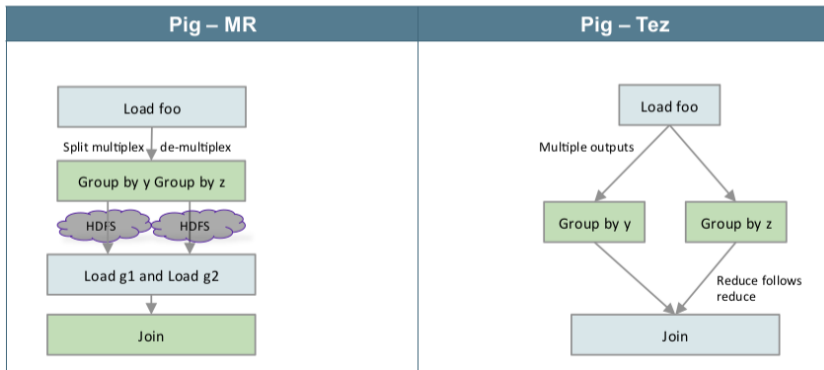 Pig – MR
Load foo
Split multiplex de-multiplex
Group by y Group by z
HDFS HDFS
Load g1 and Load g2
Join
Pig – Tez
Load foo
Multiple outputs
Group by y
Group by z
Reduce follows
reduce
Join